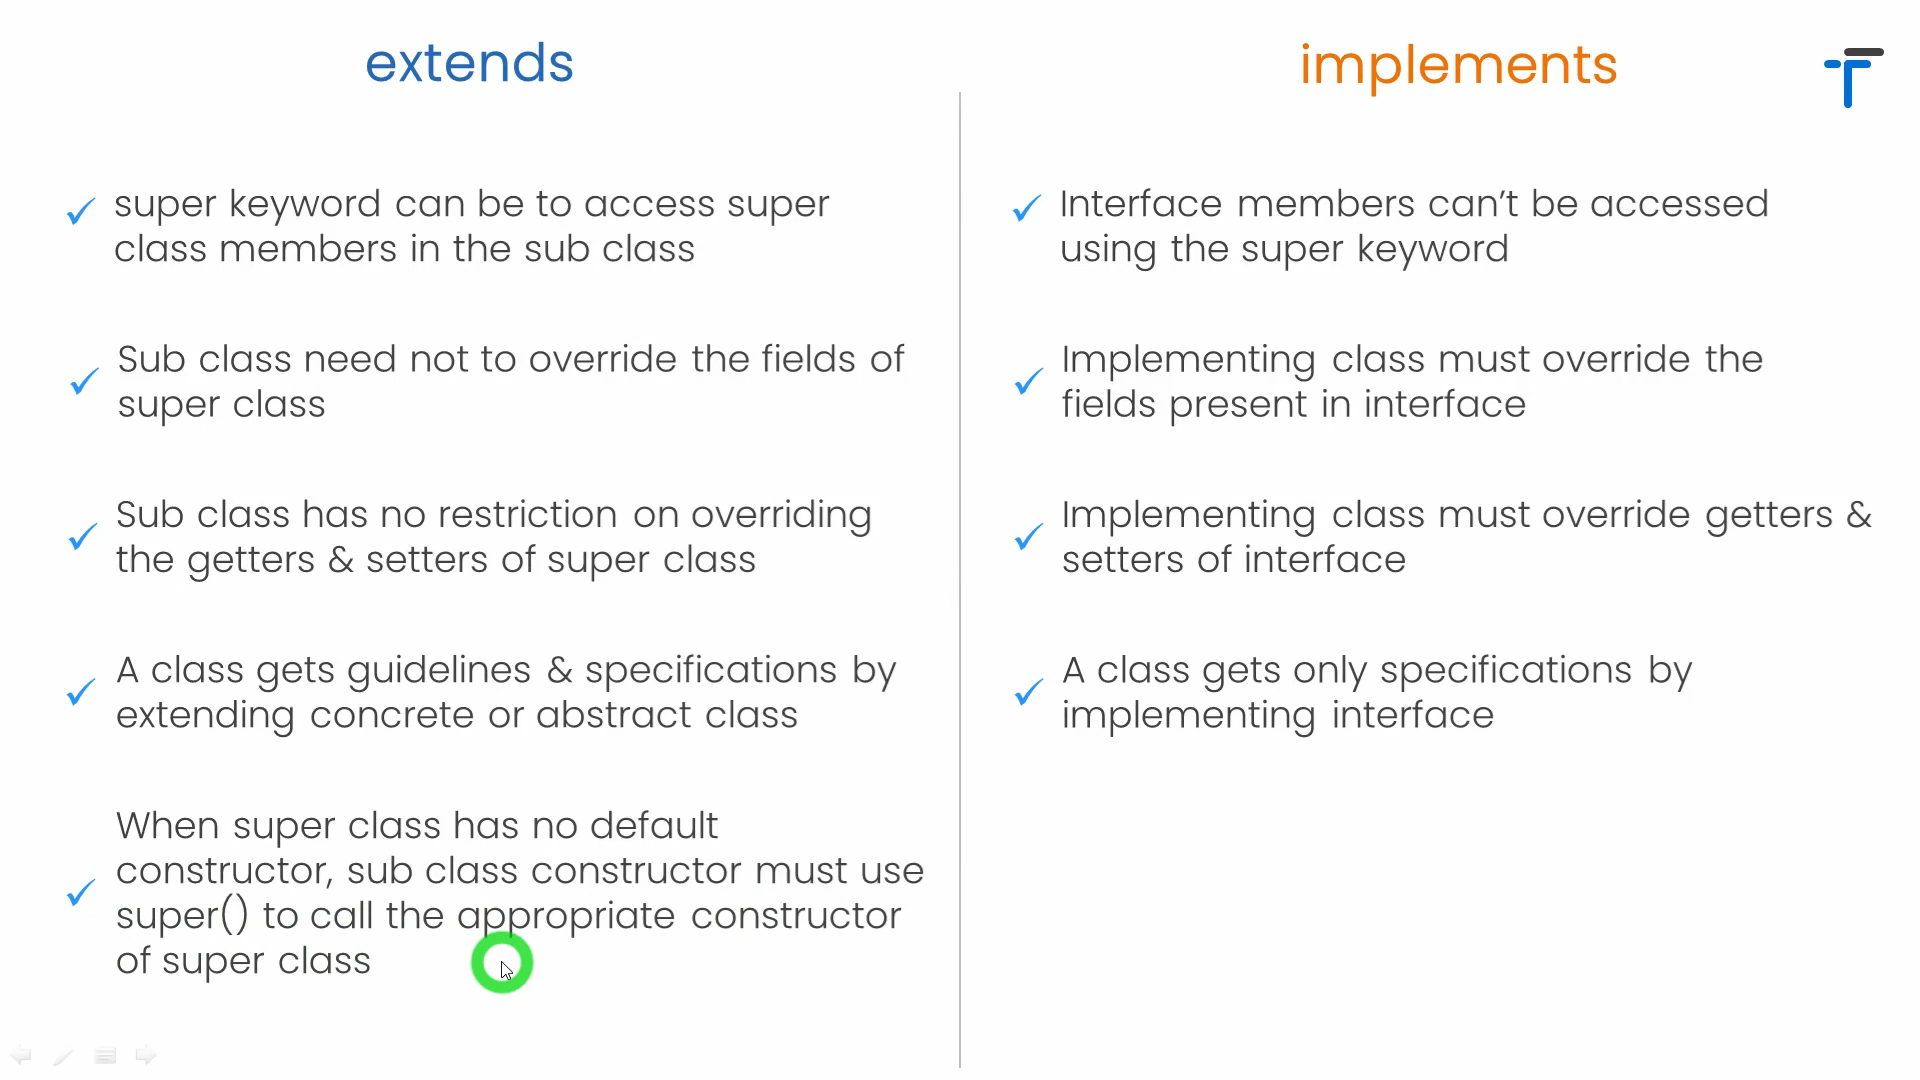 extends
super keyword can be to access super
class members in the sub class
Sub class need not to override the fields of
super class
Sub class has no restriction on overriding
the getters & setters of super class
A class gets guidelines & specifications by
extending concrete or abstract class
When super class has no default
constructor, sub class constructor must use
super() to call the appropriate constructor
of super class
implements
Interface members can't be accessed
using the super keyword
Implementing class must override the
fields present in interface
Implementing class must override getters &
setters of interface
A class gets only specifications by
implementing interface